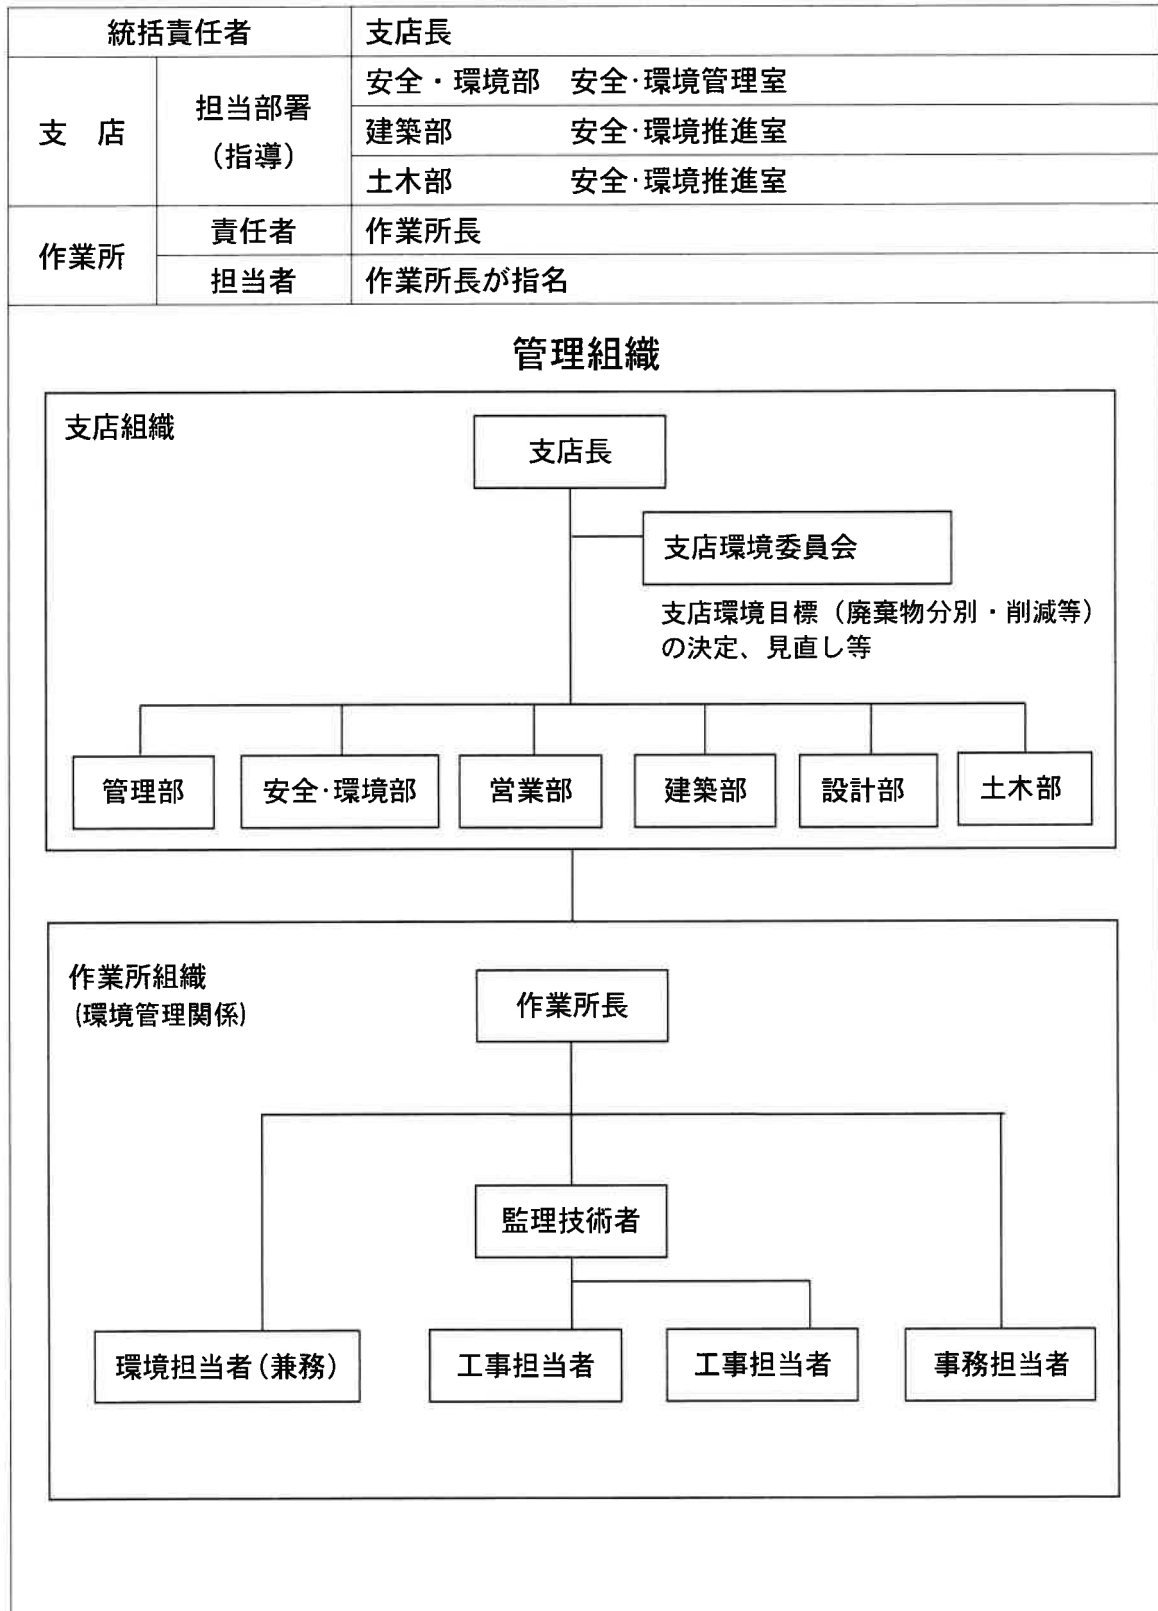 統括責任者 支店長
支 店 担当部署 (指導)
安全・環境部 安全・環境管理室
建築部 安全・環境推進室
土木部 安全・環境推進室
作業所 責任者 作業所長
担当者 作業所長が指名
管理組織
支店組織
支店長
支店環境委員会
支店環境目標（廃棄物分別・削減等）
の決定、見直し等
管理部 安全・環境部 営業部 建築部 設計部 土木部
作業所組織
(環境管理関係)
作業所長
監理技術者
環境担当者(兼務) 工事担当者 工事担当者 事務担当者